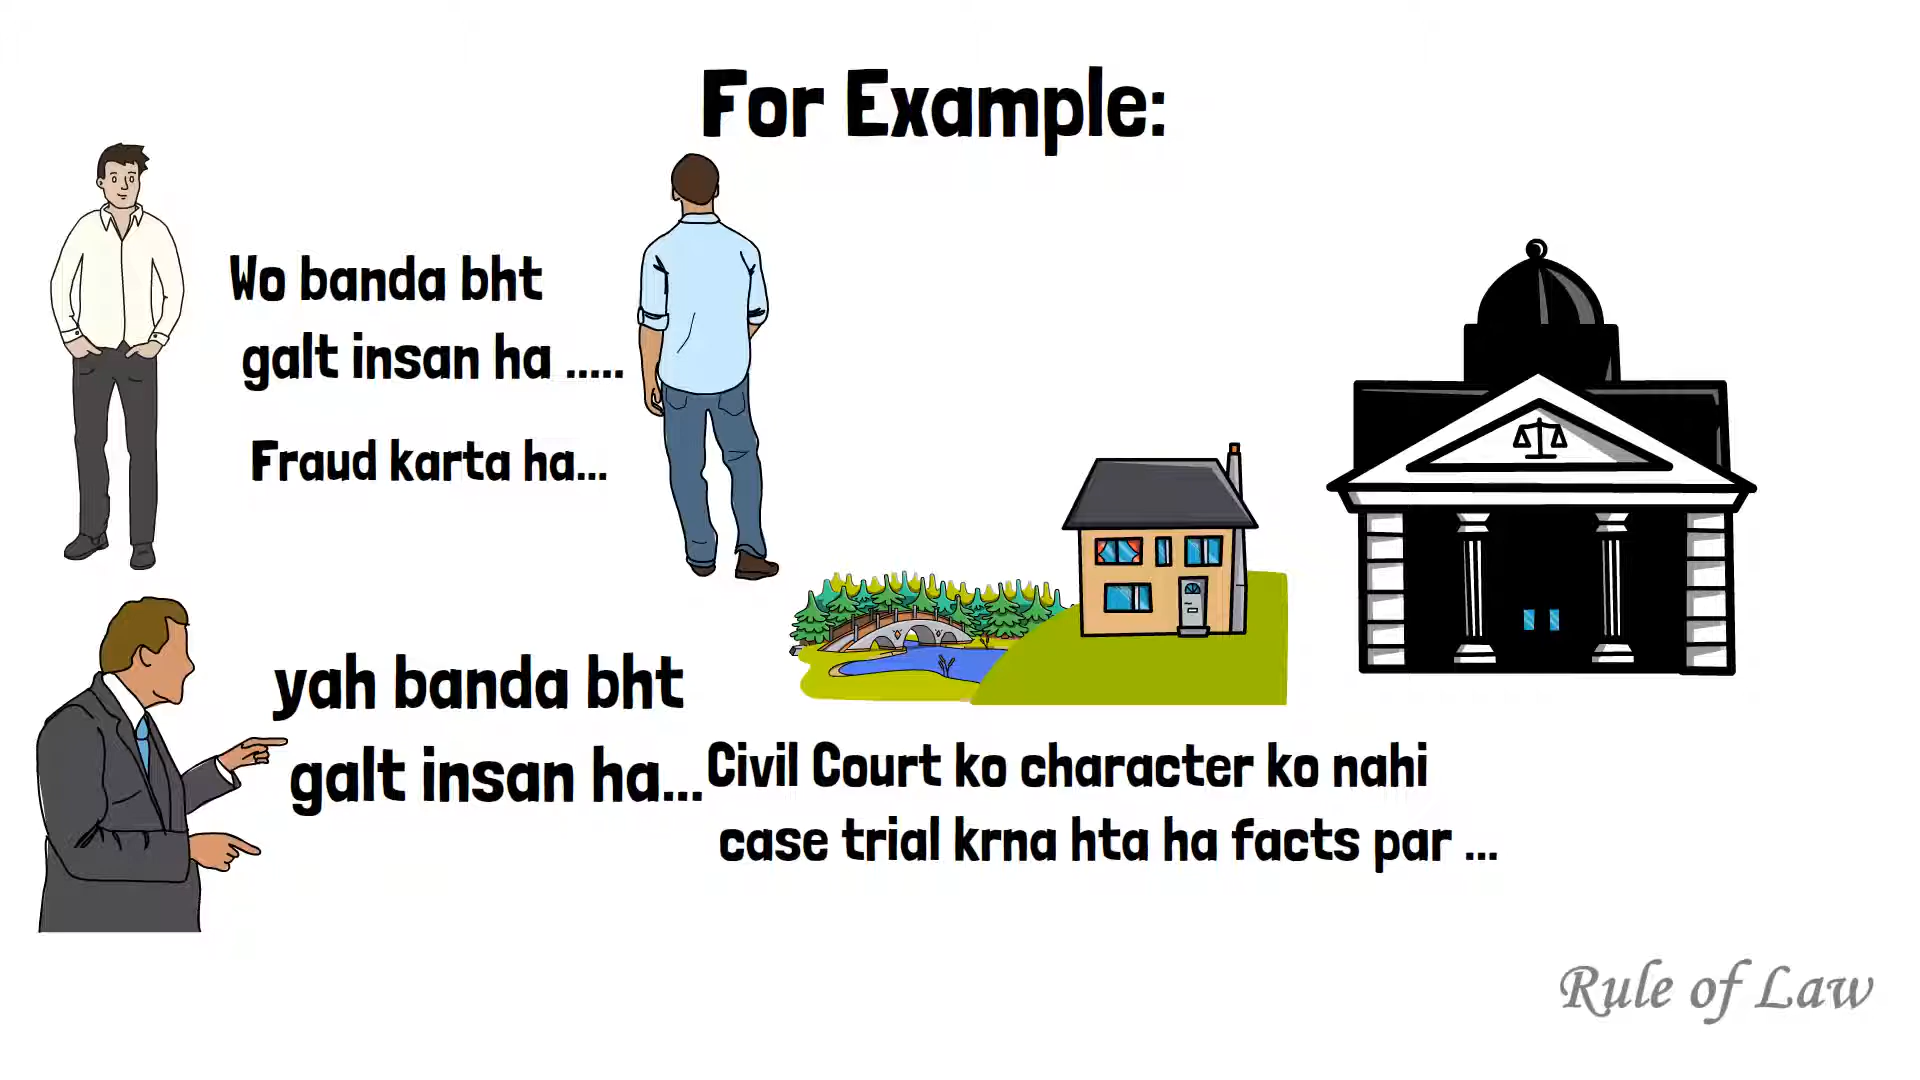 For Example:
Wo banda bht
galt insan ha .....
Fraud karta ha...
yah banda bht
galt insan ha...
Civil Court ko character ko nahi
case trial krna hta ha facts par ...
Rule of Law